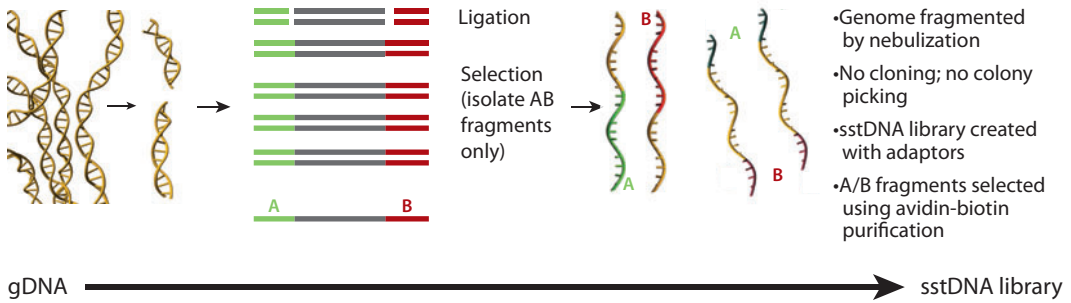 Ligation
Selection
(isolate AB
fragments
only)
A
B
B
A
A
B
•Genome fragmented
by nebulization
•No cloning; no colony
picking
•sstDNA library created
with adaptors
•A/B fragments selected
using avidin-biotin
purification
gDNA
sstDNA library